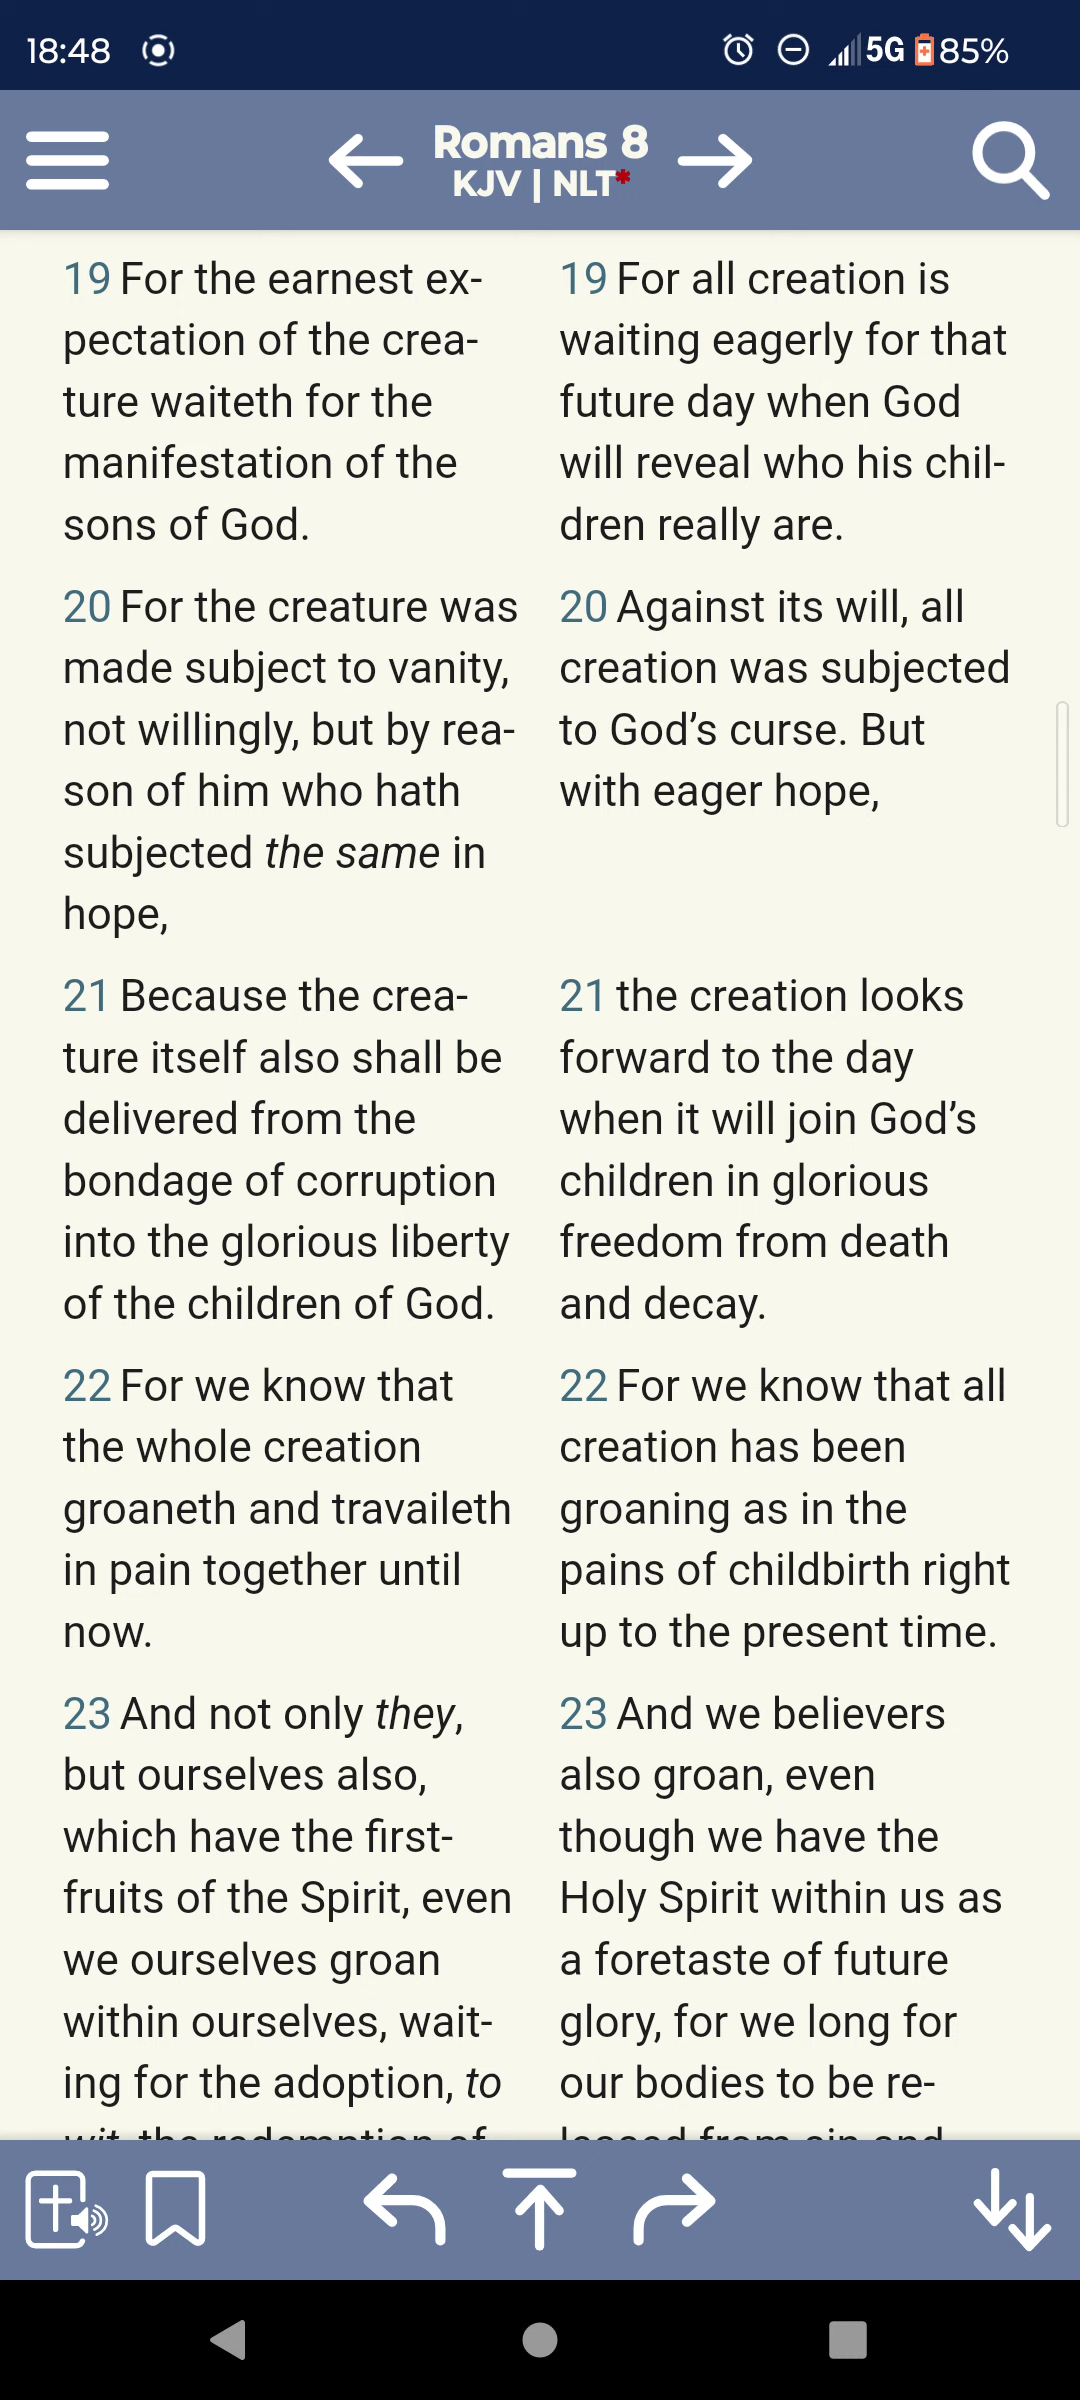 18:48
5G
85%
Romans 8
KJV | NLT*
19 For the earnest ex-
pectation of the crea-
ture waiteth for the
manifestation of the
sons of God.
20 For the creature was
made subject to vanity,
not willingly, but by rea-
son of him who hath
subjected the same in
hope,
21 Because the crea-
ture itself also shall be
delivered from the
bondage of corruption
into the glorious liberty
of the children of God.
22 For we know that
the whole creation
groaneth and travaileth
in pain together until
now.
23 And not only they,
but ourselves also,
which have the first-
fruits of the Spirit, even
we ourselves groan
within ourselves, wait-
ing for the adoption, to
wit, the redemption of
19 For all creation is
waiting eagerly for that
future day when God
will reveal who his chil-
dren really are.
20 Against its will, all
creation was subjected
to God’s curse. But
with eager hope,
21 the creation looks
forward to the day
when it will join God’s
children in glorious
freedom from death
and decay.
22 For we know that all
creation has been
groaning as in the
pains of childbirth right
up to the present time.
23 And we believers
also groan, even
though we have the
Holy Spirit within us as
a foretaste of future
glory, for we long for
our bodies to be re-
leased from sin and